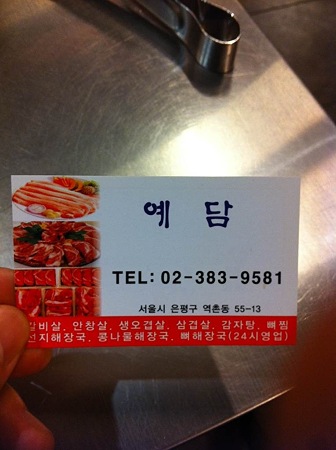 예 담
TEL: 02-383-9581
서울시 은평구 역촌동 55-13
갈비살, 안창살, 생오겹살, 삼겹살, 감자탕, 뼈찜
선지해장국, 콩나물해장국, 뼈해장국(24시영업)